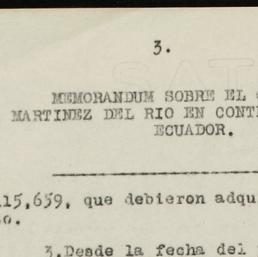 3.
MEMORANDUM SOBRE EL
MARTINEZ DEL RIO EN CONT
ECUADOR.
15,659, que debieron adqu
o.
3.Desde la fecha del